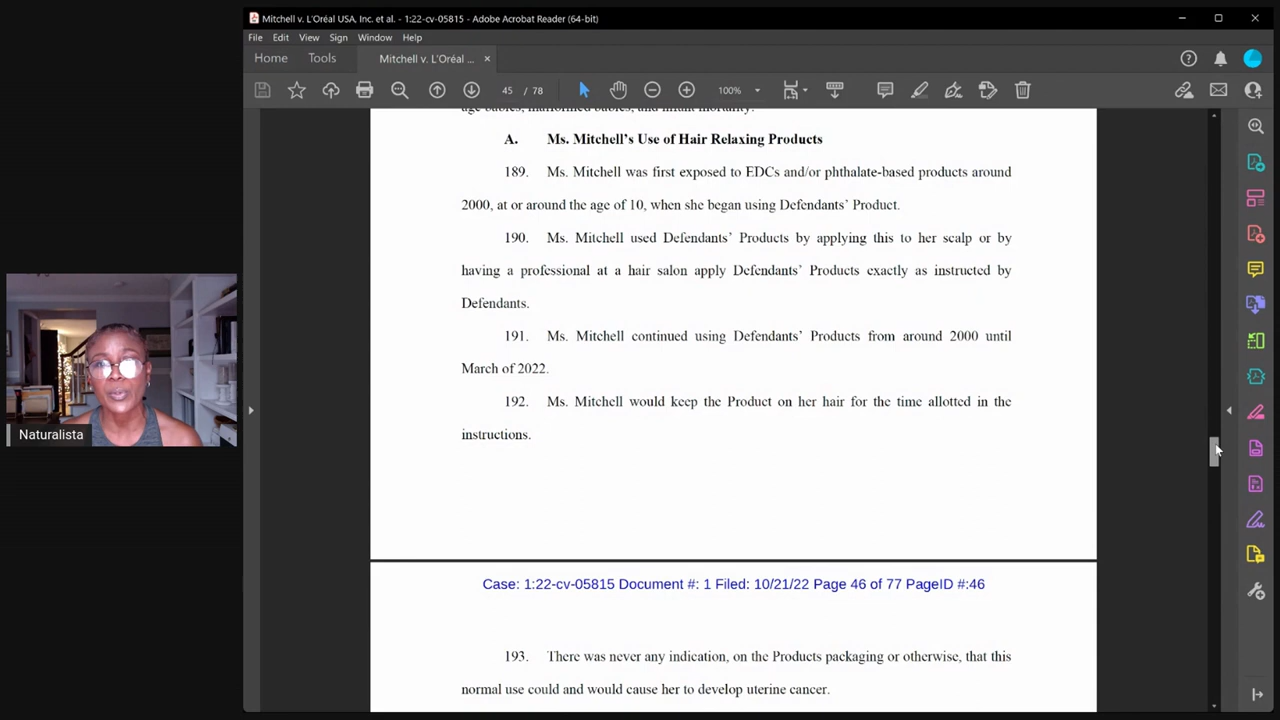 Mitchell v. L'Oréal USA, Inc. et al. - 1:22-cv-05815 - Adobe Acrobat Reader (64-bit)
File Edit View Sign Window Help
Home Tools Mitchell v. L'Oréal ... ×
45 / 78 100%
age babies, malformed babies, and infant mortality.
A. Ms. Mitchell's Use of Hair Relaxing Products
189. Ms. Mitchell was first exposed to EDCs and/or phthalate-based products around
2000, at or around the age of 10, when she began using Defendants' Product.
190. Ms. Mitchell used Defendants' Products by applying this to her scalp or by
having a professional at a hair salon apply Defendants' Products exactly as instructed by
Defendants.
191. Ms. Mitchell continued using Defendants' Products from around 2000 until
March of 2022.
192. Ms. Mitchell would keep the Product on her hair for the time allotted in the
instructions.
Naturalista
Case: 1:22-cv-05815 Document #: 1 Filed: 10/21/22 Page 46 of 77 PageID #:46
193. There was never any indication, on the Products packaging or otherwise, that this
normal use could and would cause her to develop uterine cancer.